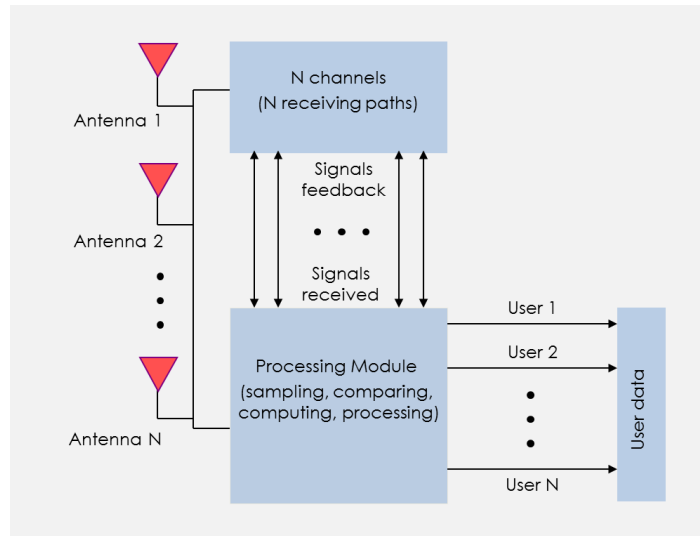 N channels
(N receiving paths)
Antenna 1
Signals
feedback
Antenna 2
Signals
received
User 1
Processing Module
(sampling, comparing,
computing, processing)
User 2
User data
Antenna N
User N